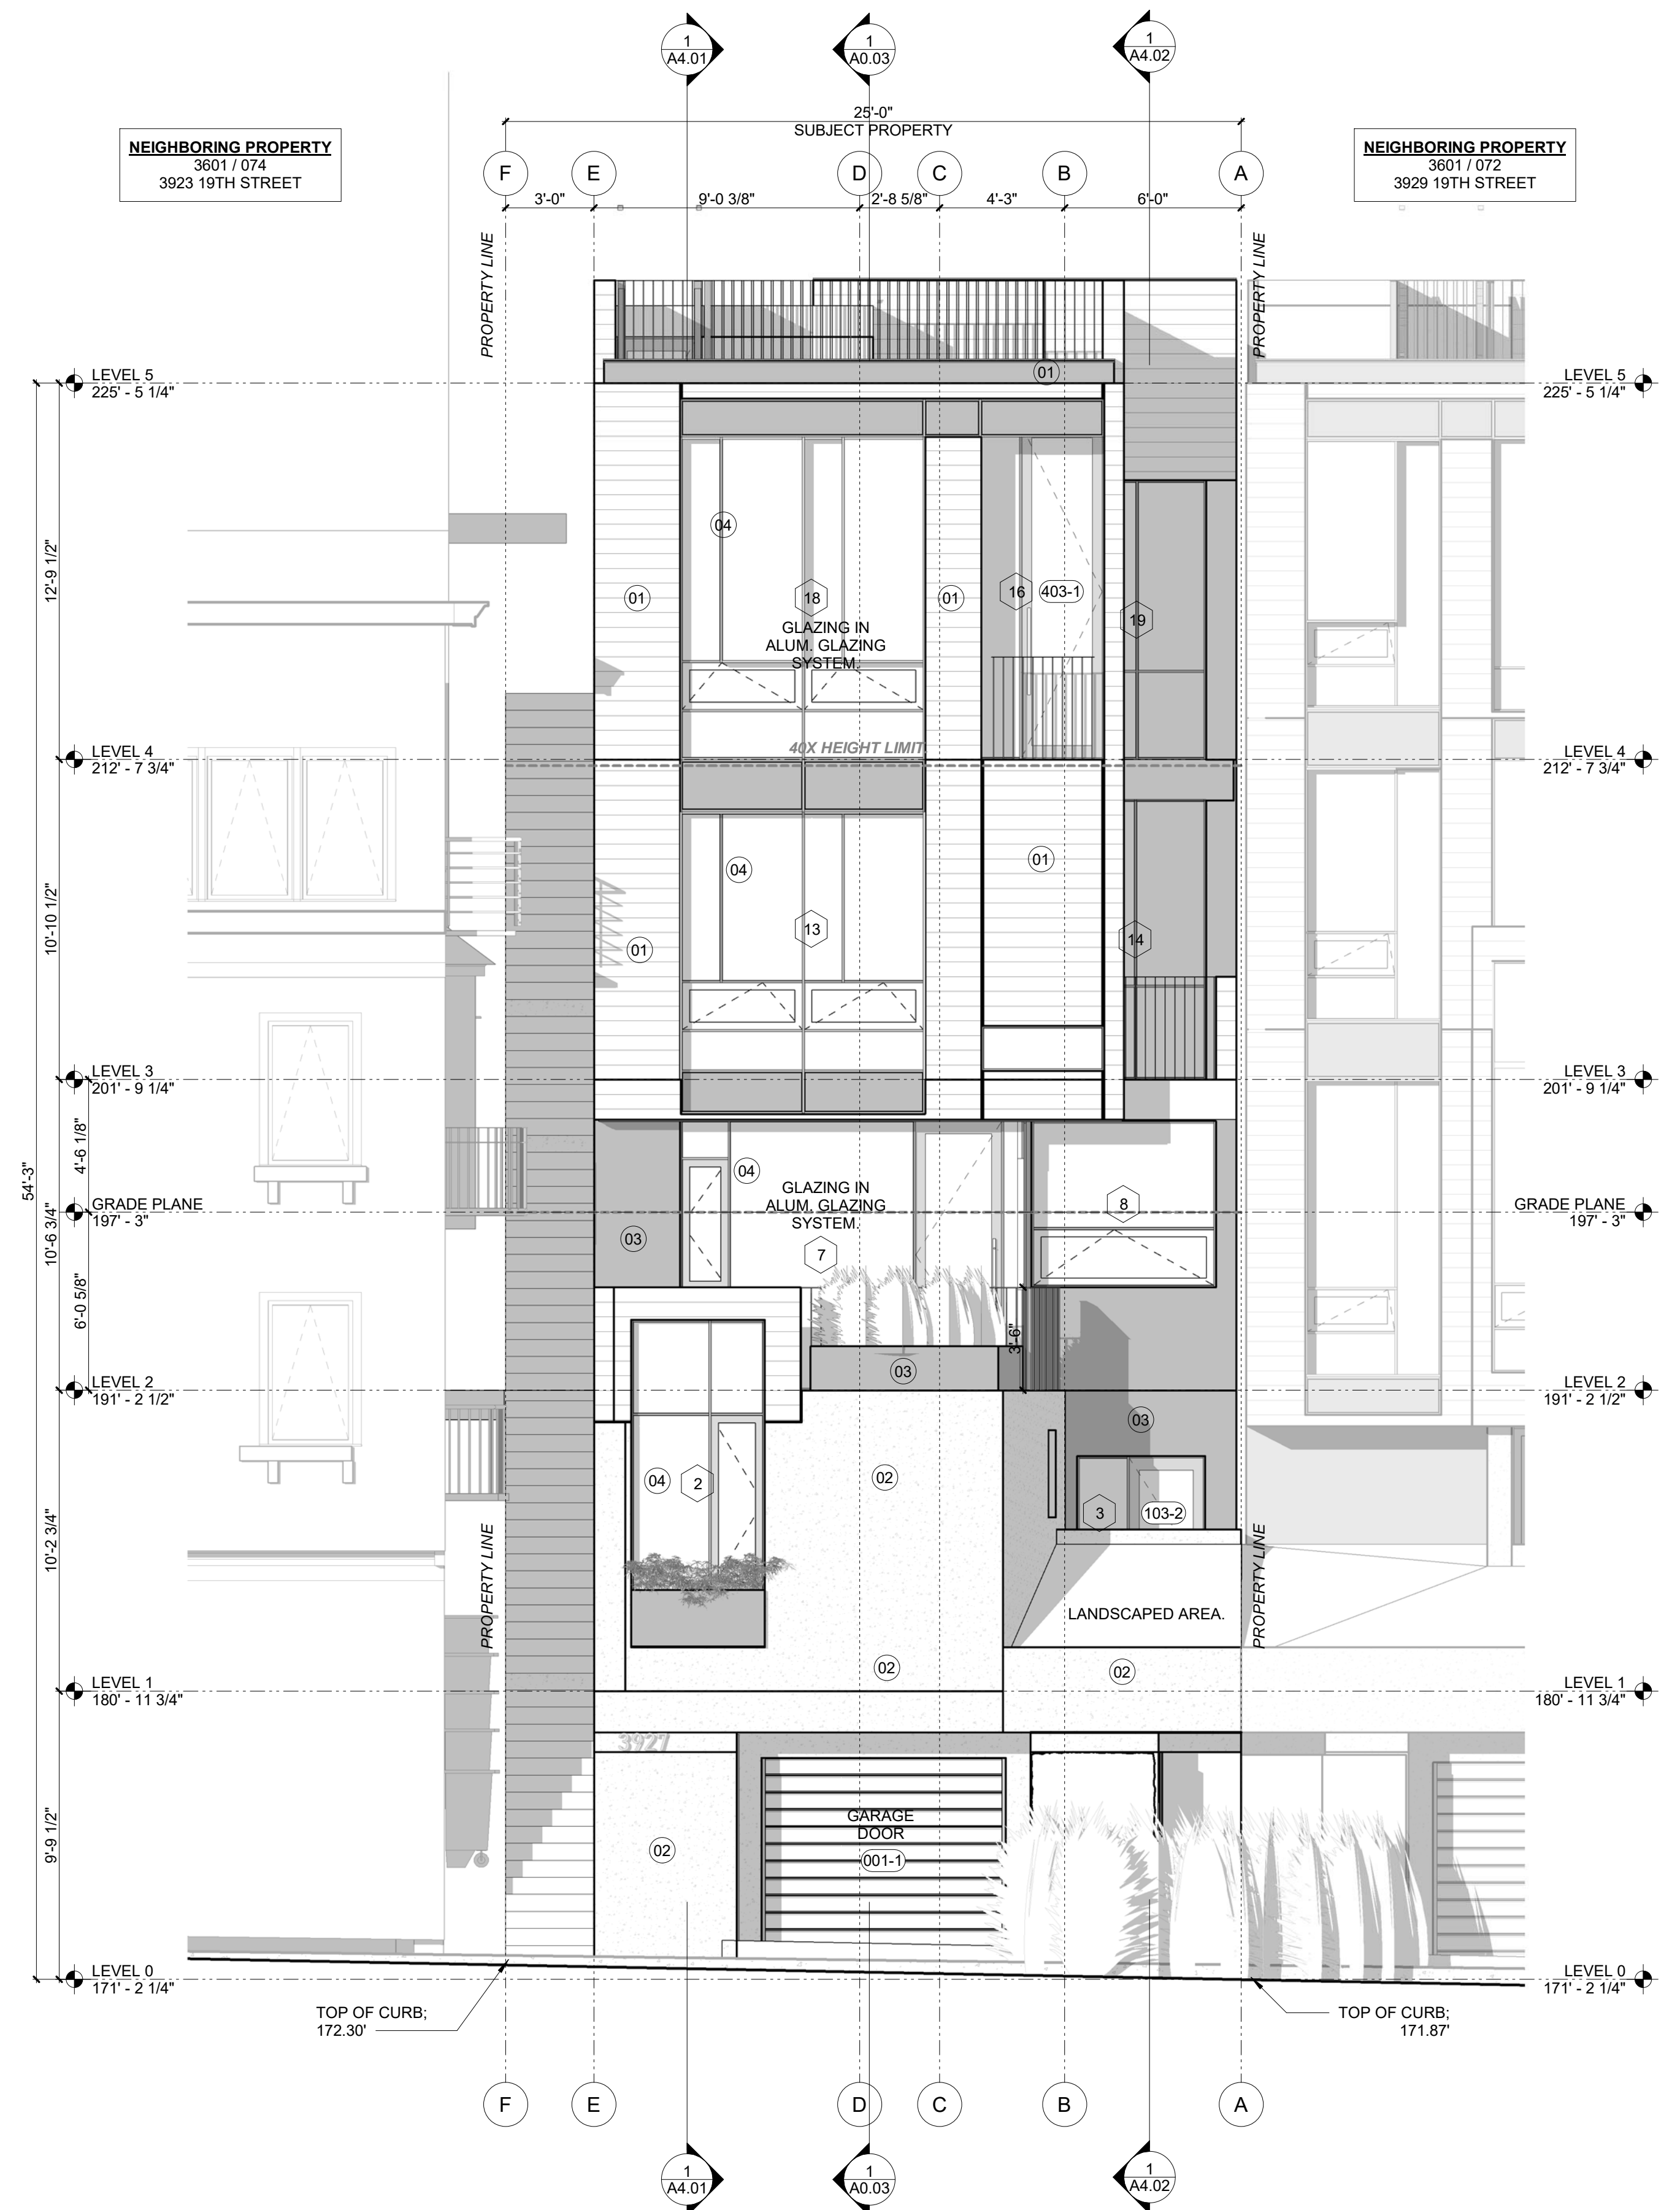 1
A4.01
1
A0.03
1
A4.02
25'-0"
SUBJECT PROPERTY
NEIGHBORING PROPERTY
3601 / 074
3923 19TH STREET
NEIGHBORING PROPERTY
3601 / 072
3929 19TH STREET
F
E
D
C
B
A
3'-0"
9'-0 3/8"
2'-8 5/8"
4'-3"
6'-0"
PROPERTY LINE
PROPERTY LINE
LEVEL 5
225' - 5 1/4"
01
LEVEL 5
225' - 5 1/4"
12'-9 1/2"
04
01
18
01
16
403-1
19
GLAZING IN
ALUM. GLAZING
SYSTEM.
40X HEIGHT LIMIT
LEVEL 4
212' - 7 3/4"
LEVEL 4
212' - 7 3/4"
10'-10 1/2"
04
01
13
01
14
LEVEL 3
201' - 9 1/4"
LEVEL 3
201' - 9 1/4"
54'-3"
4'-6 1/8"
10'-6 3/4"
6'-0 5/8"
04
GLAZING IN
ALUM. GLAZING
SYSTEM.
8
GRADE PLANE
197' - 3"
GRADE PLANE
197' - 3"
03
7
3'-6"
03
LEVEL 2
191' - 2 1/2"
LEVEL 2
191' - 2 1/2"
03
10'-2 3/4"
04
2
02
3
103-2
PROPERTY LINE
PROPERTY LINE
LANDSCAPED AREA.
02
02
LEVEL 1
180' - 11 3/4"
LEVEL 1
180' - 11 3/4"
3927
9'-9 1/2"
GARAGE
DOOR
02
001-1
LEVEL 0
171' - 2 1/4"
LEVEL 0
171' - 2 1/4"
TOP OF CURB;
172.30'
TOP OF CURB;
171.87'
F
E
D
C
B
A
1
A4.01
1
A0.03
1
A4.02